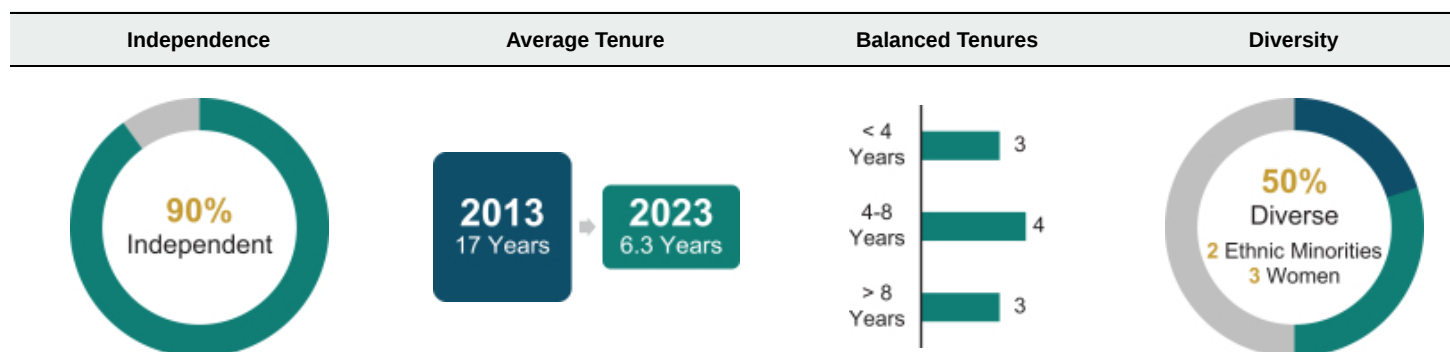 Independence
Average Tenure
Balanced Tenures
Diversity
90%
Independent
2013
17 Years
2023
6.3 Years
< 4
Years
3
4-8
Years
4
> 8
Years
3
50%
Diverse
2 Ethnic Minorities
3 Women